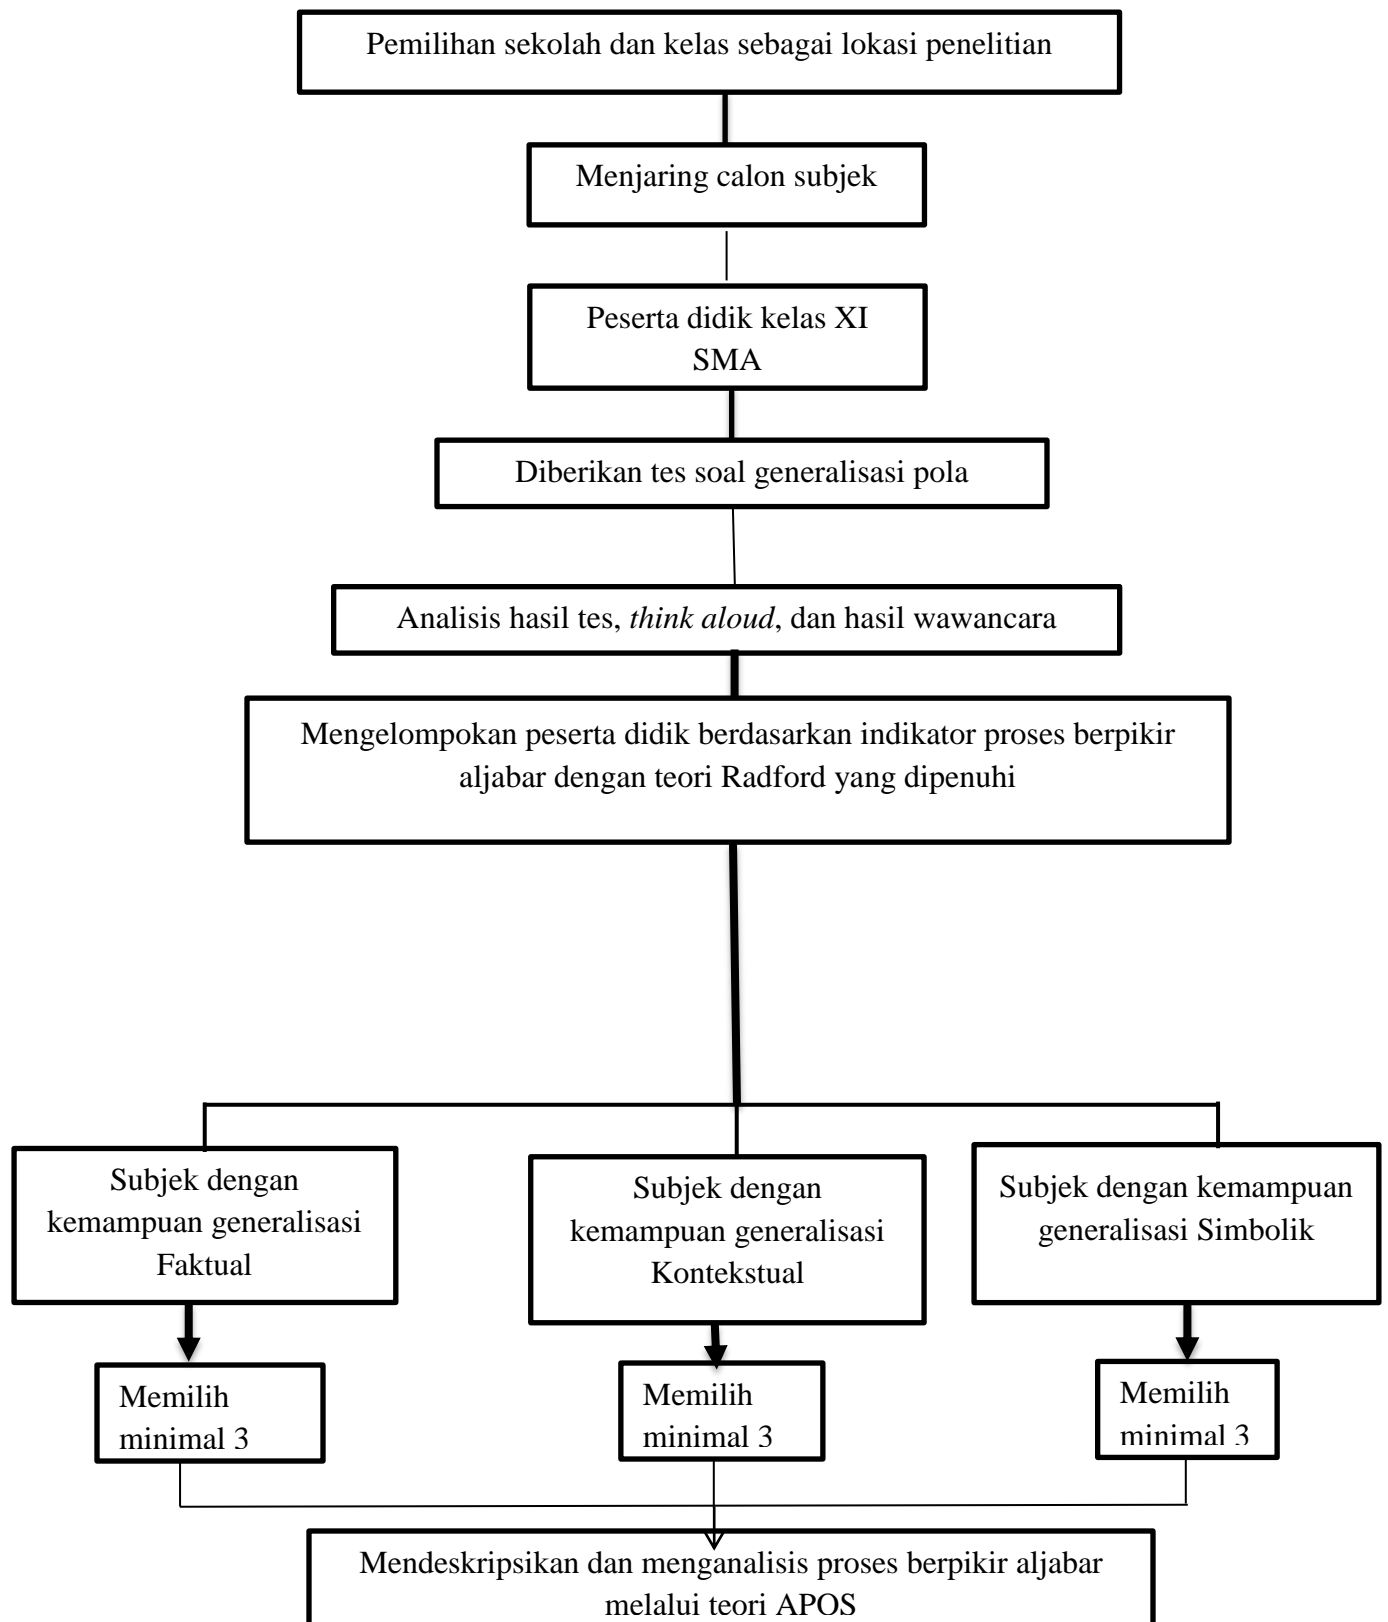 Pemilihan sekolah dan kelas sebagai lokasi penelitian
Menjaring calon subjek
Peserta didik kelas XI
SMA
Diberikan tes soal generalisasi pola
Analisis hasil tes, think aloud, dan hasil wawancara
Mengelompokan peserta didik berdasarkan indikator proses berpikir
aljabar dengan teori Radford yang dipenuhi
Subjek dengan
kemampuan generalisasi
Faktual
Subjek dengan
kemampuan generalisasi
Kontekstual
Subjek dengan kemampuan
generalisasi Simbolik
Memilih
minimal 3
Memilih
minimal 3
Memilih
minimal 3
Mendeskripsikan dan menganalisis proses berpikir aljabar
melalui teori APOS